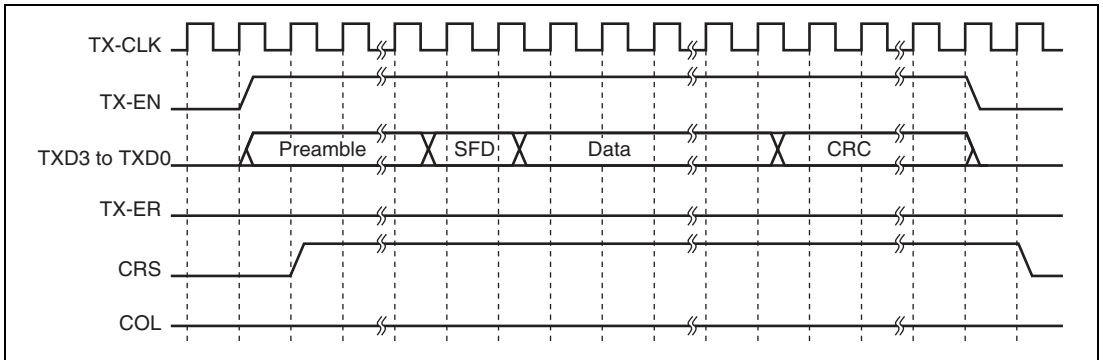 TX-CLK
TX-EN
TXD3 to TXD0
Preamble
SFD
Data
CRC
TX-ER
CRS
COL